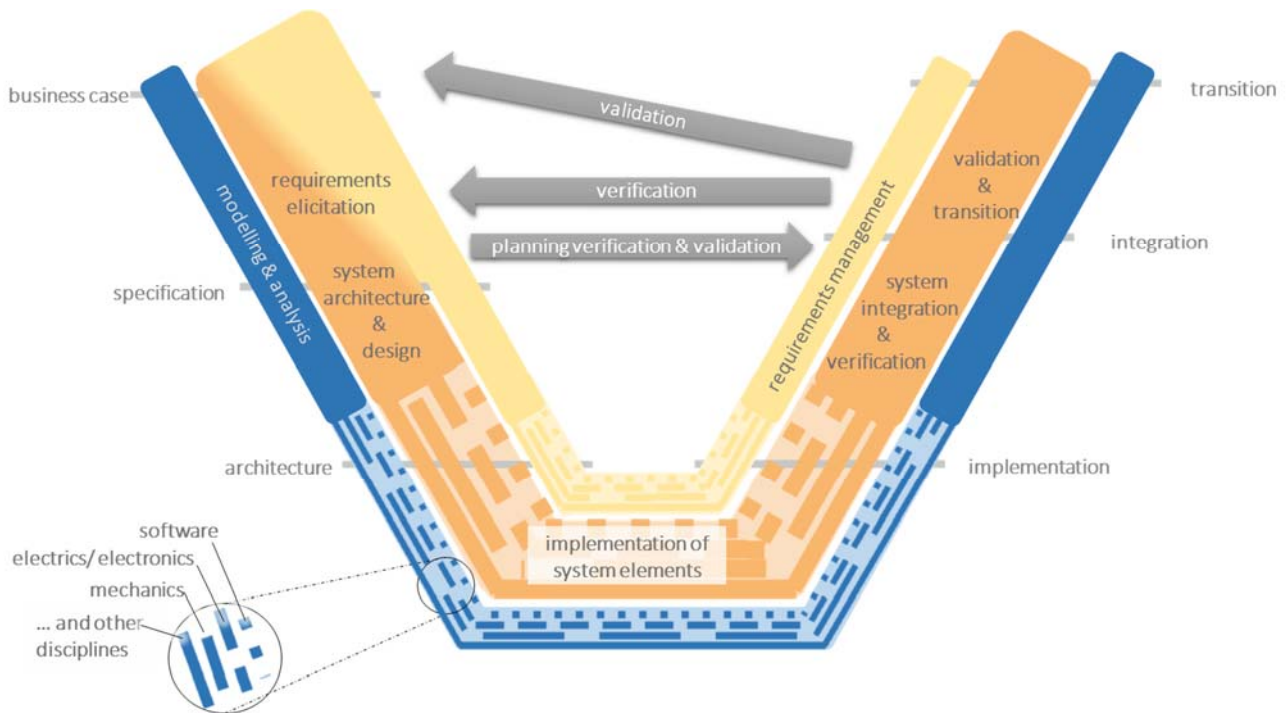 business case
transition
validation
requirements
elicitation
verification
validation
&
transition
modelling & analysis
planning verification & validation
requirements management
integration
specification
system
architecture
&
design
system
integration
&
verification
architecture
implementation
software
electrics/ electronics
mechanics
... and other
disciplines
implementation of
system elements